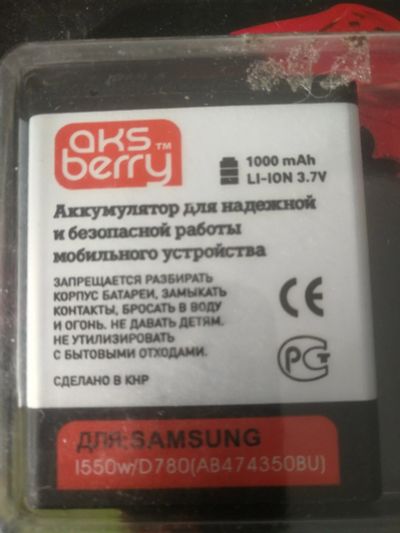 aks
berry™
1000 mAh
LI-ION 3.7V
Аккумулятор для надежной
и безопасной работы
мобильного устройства
ЗАПРЕЩАЕТСЯ РАЗБИРАТЬ
КОРПУС БАТАРЕИ, ЗАМЫКАТЬ
КОНТАКТЫ, БРОСАТЬ В ВОДУ
И ОГОНЬ. НЕ ДАВАТЬ ДЕТЯМ.
НЕ УТИЛИЗИРОВАТЬ
С БЫТОВЫМИ ОТХОДАМИ.
CE
РСТ
СДЕЛАНО В КНР
ДЛЯ:SAMSUNG
I550w/D780(AB474350BU)